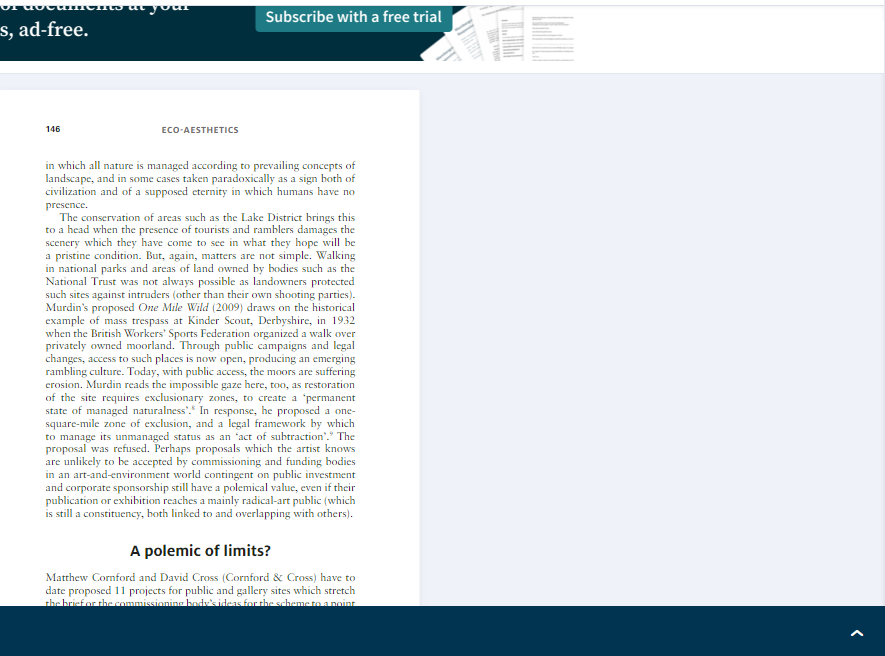 of documents at your
s, ad-free.
Subscribe with a free trial
146
ECO-AESTHETICS
in which all nature is managed according to prevailing concepts of
landscape, and in some cases taken paradoxically as a sign both of
civilization and of a supposed eternity in which humans have no
presence.
The conservation of areas such as the Lake District brings this
to a head when the presence of tourists and ramblers damages the
scenery which they have come to see in what they hope will be
a pristine condition. But, again, matters are not simple. Walking
in national parks and areas of land owned by bodies such as the
National Trust was not always possible as landowners protected
such sites against intruders (other than their own shooting parties).
Murdin's proposed One Mile Wild (2009) draws on the historical
example of mass trespass at Kinder Scout, Derbyshire, in 1932
when the British Workers' Sports Federation organized a walk over
privately owned moorland. Through public campaigns and legal
changes, access to such places is now open, producing an emerging
rambling culture. Today, with public access, the moors are suffering
erosion. Murdin reads the impossible gaze here, too, as restoration
of the site requires exclusionary zones, to create a 'permanent
state of managed naturalness'.⁸ In response, he proposed a one-
square-mile zone of exclusion, and a legal framework by which
to manage its unmanaged status as an 'act of subtraction'.⁹ The
proposal was refused. Perhaps proposals which the artist knows
are unlikely to be accepted by commissioning and funding bodies
in an art-and-environment world contingent on public investment
and corporate sponsorship still have a polemical value, even if their
publication or exhibition reaches a mainly radical-art public (which
is still a constituency, both linked to and overlapping with others).
A polemic of limits?
Matthew Cornford and David Cross (Cornford & Cross) have to
date proposed 11 projects for public and gallery sites which stretch
the brief or the commissioning body's ideas for the scheme to a point